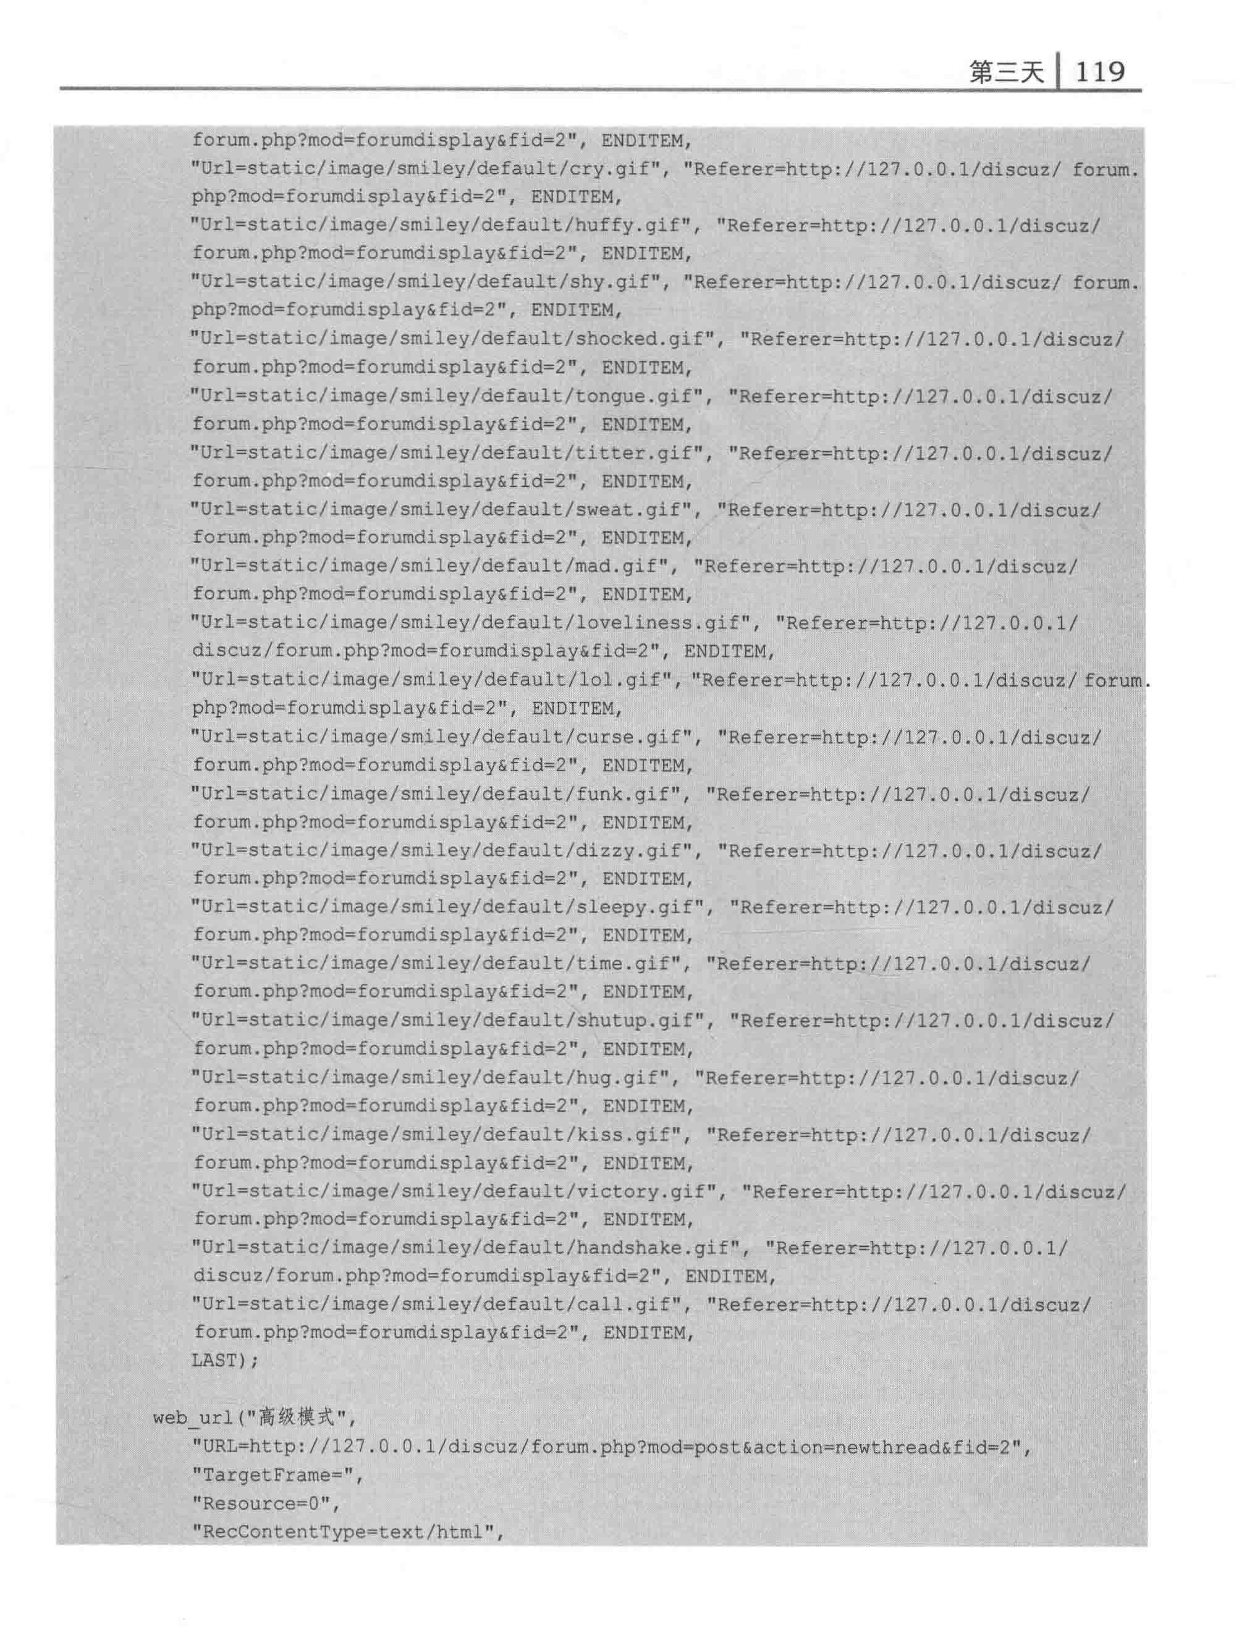 第三天 119
forum.php?mod=forumdisplay&fid=2", ENDITEM,
"Url=static/image/smiley/default/cry.gif", "Referer=http://127.0.0.1/discuz/ forum.
php?mod=forumdisplay&fid=2", ENDITEM,
"Url=static/image/smiley/default/huffy.gif", "Referer=http://127.0.0.1/discuz/
forum.php?mod=forumdisplay&fid=2", ENDITEM,
"Url=static/image/smiley/default/shy.gif", "Referer=http://127.0.0.1/discuz/ forum.
php?mod=forumdisplay&fid=2", ENDITEM,
"Url=static/image/smiley/default/shocked.gif", "Referer=http://127.0.0.1/discuz/
forum.php?mod=forumdisplay&fid=2", ENDITEM,
"Url=static/image/smiley/default/tongue.gif", "Referer=http://127.0.0.1/discuz/
forum.php?mod=forumdisplay&fid=2", ENDITEM,
"Url=static/image/smiley/default/titter.gif", "Referer=http://127.0.0.1/discuz/
forum.php?mod=forumdisplay&fid=2", ENDITEM,
"Url=static/image/smiley/default/sweat.gif", "Referer=http://127.0.0.1/discuz/
forum.php?mod=forumdisplay&fid=2", ENDITEM,
"Url=static/image/smiley/default/mad.gif", "Referer=http://127.0.0.1/discuz/
forum.php?mod=forumdisplay&fid=2", ENDITEM,
"Url=static/image/smiley/default/loveliness.gif", "Referer=http://127.0.0.1/
discuz/forum.php?mod=forumdisplay&fid=2", ENDITEM,
"Url=static/image/smiley/default/lol.gif", "Referer=http://127.0.0.1/discuz/ forum.
php?mod=forumdisplay&fid=2", ENDITEM,
"Url=static/image/smiley/default/curse.gif", "Referer=http://127.0.0.1/discuz/
forum.php?mod=forumdisplay&fid=2", ENDITEM,
"Url=static/image/smiley/default/funk.gif", "Referer=http://127.0.0.1/discuz/
forum.php?mod=forumdisplay&fid=2", ENDITEM,
"Url=static/image/smiley/default/dizzy.gif", "Referer=http://127.0.0.1/discuz/
forum.php?mod=forumdisplay&fid=2", ENDITEM,
"Url=static/image/smiley/default/sleepy.gif", "Referer=http://127.0.0.1/discuz/
forum.php?mod=forumdisplay&fid=2", ENDITEM,
"Url=static/image/smiley/default/time.gif", "Referer=http://127.0.0.1/discuz/
forum.php?mod=forumdisplay&fid=2", ENDITEM,
"Url=static/image/smiley/default/shutup.gif", "Referer=http://127.0.0.1/discuz/
forum.php?mod=forumdisplay&fid=2", ENDITEM,
"Url=static/image/smiley/default/hug.gif", "Referer=http://127.0.0.1/discuz/
forum.php?mod=forumdisplay&fid=2", ENDITEM,
"Url=static/image/smiley/default/kiss.gif", "Referer=http://127.0.0.1/discuz/
forum.php?mod=forumdisplay&fid=2", ENDITEM,
"Url=static/image/smiley/default/victory.gif", "Referer=http://127.0.0.1/discuz/
forum.php?mod=forumdisplay&fid=2", ENDITEM,
"Url=static/image/smiley/default/handshake.gif", "Referer=http://127.0.0.1/
discuz/forum.php?mod=forumdisplay&fid=2", ENDITEM,
"Url=static/image/smiley/default/call.gif", "Referer=http://127.0.0.1/discuz/
forum.php?mod=forumdisplay&fid=2", ENDITEM,
LAST);
web_url("高级模式",
"URL=http://127.0.0.1/discuz/forum.php?mod=post&action=newthread&fid=2",
"TargetFrame=",
"Resource=0",
"RecContentType=text/html",